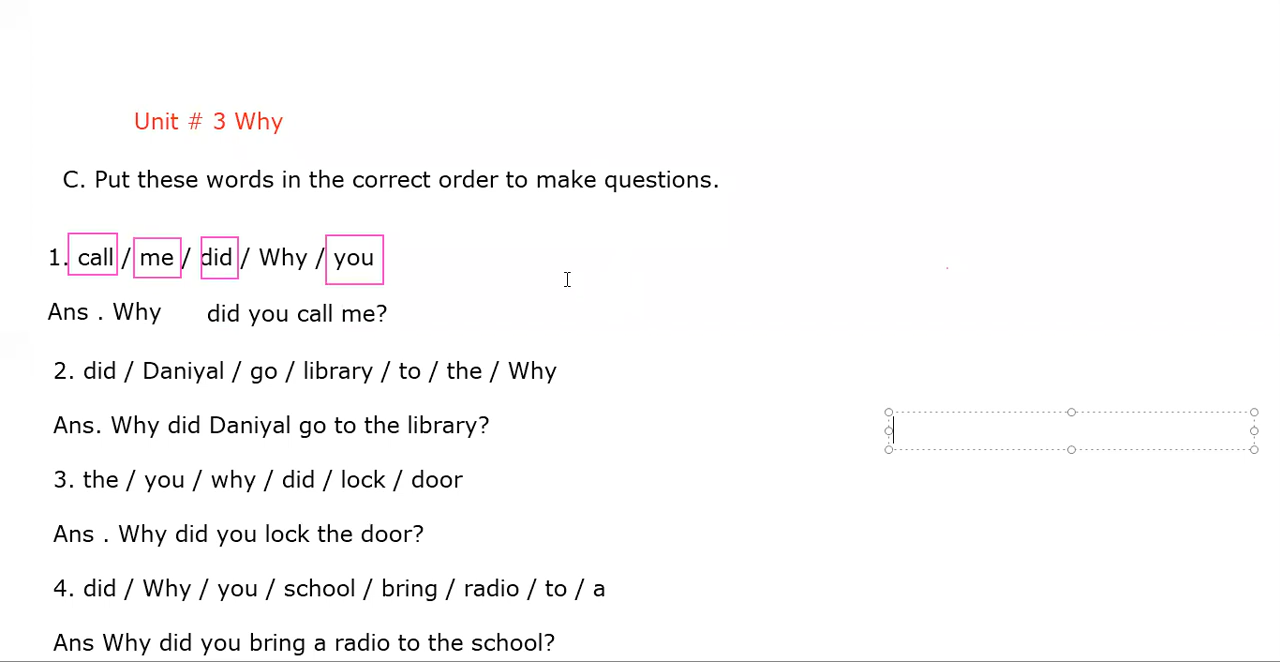 Unit # 3 Why
C. Put these words in the correct order to make questions.
1. call / me / did / Why / you
Ans . Why did you call me?
2. did / Daniyal / go / library / to / the / Why
Ans. Why did Daniyal go to the library?
3. the / you / why / did / lock / door
Ans . Why did you lock the door?
4. did / Why / you / school / bring / radio / to / a
Ans Why did you bring a radio to the school?